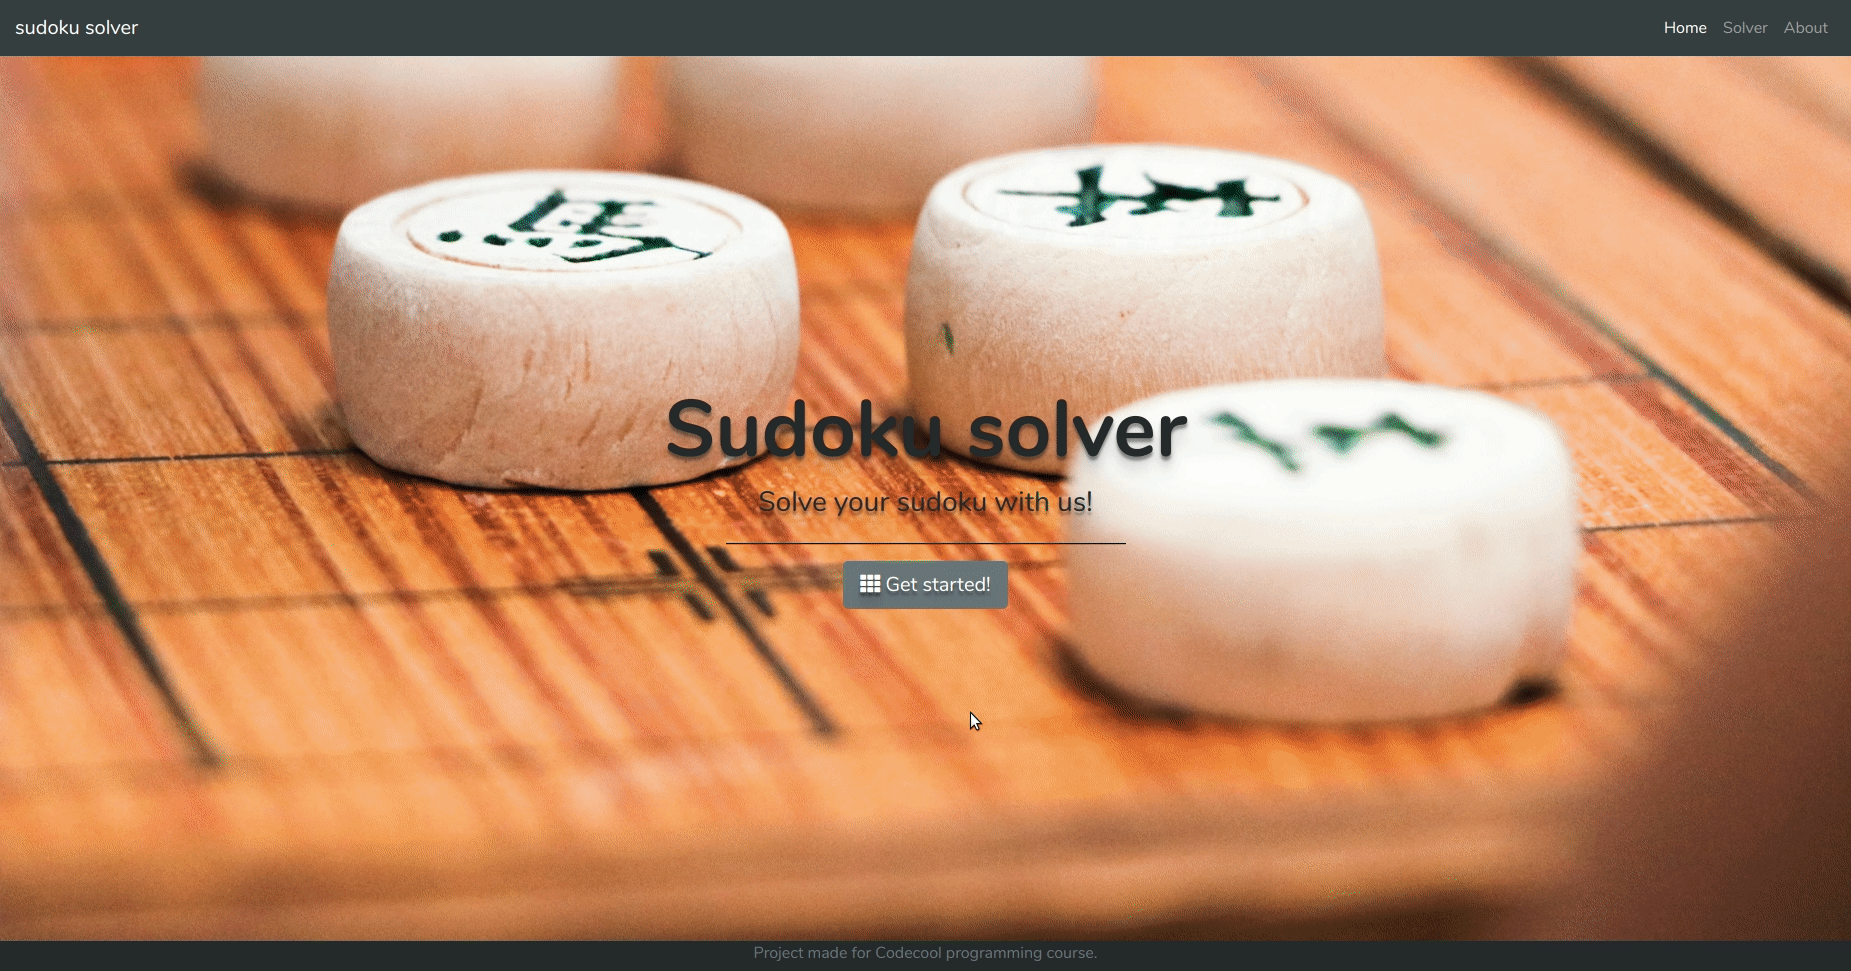 sudoku solver
Home Solver About
馬
Sudoku solver
Solve your sudoku with us!
Get started!
Project made for Codecool programming course.